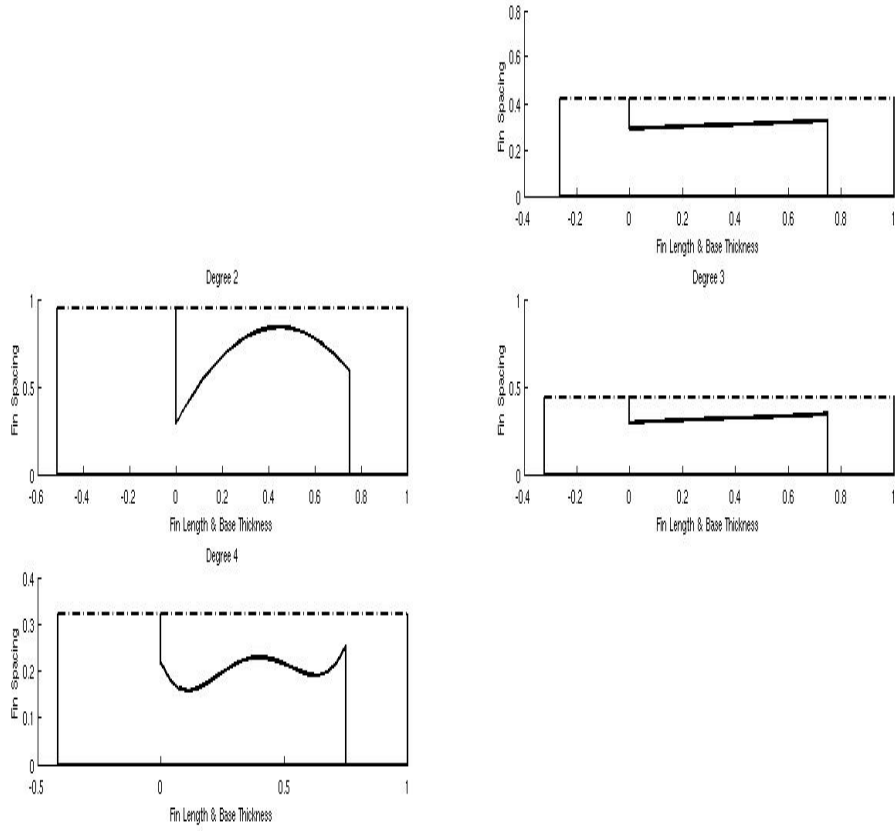 0.8
0.6
0.4
0.2
0
Fin Spacing
-0.4 -0.2 0 0.2 0.4 0.6 0.8 1
Fin Length & Base Thickness
Degree 2
1
0.5
0
Fin Spacing
-0.6 -0.4 -0.2 0 0.2 0.4 0.6 0.8 1
Fin Length & Base Thickness
Degree 3
1
0.5
0
Fin Spacing
-0.4 -0.2 0 0.2 0.4 0.6 0.8 1
Fin Length & Base Thickness
Degree 4
0.4
0.3
0.2
0.1
0
Fin Spacing
-0.5 0 0.5 1
Fin Length & Base Thickness